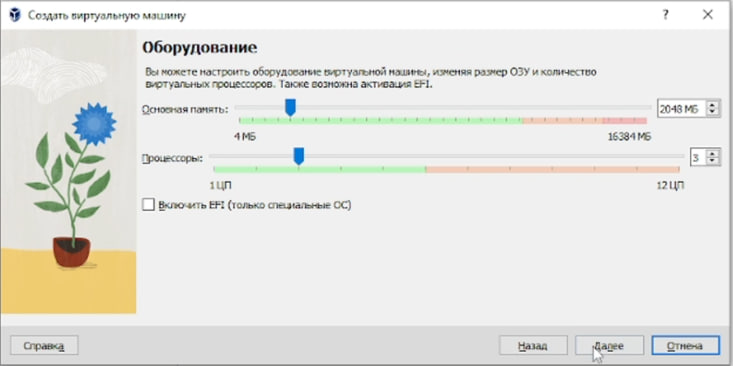 Создать виртуальную машину
Оборудование
Вы можете настроить оборудование виртуальной машины, изменяя размер ОЗУ и количество
виртуальных процессоров. Также возможна активация EFI.
Основная память:
2048 МБ
4 МБ
16384 МБ
Процессоры:
3
1 ЦП
12 ЦП
Включить EFI (только специальные ОС)
Справка
Назад
Далее
Отмена